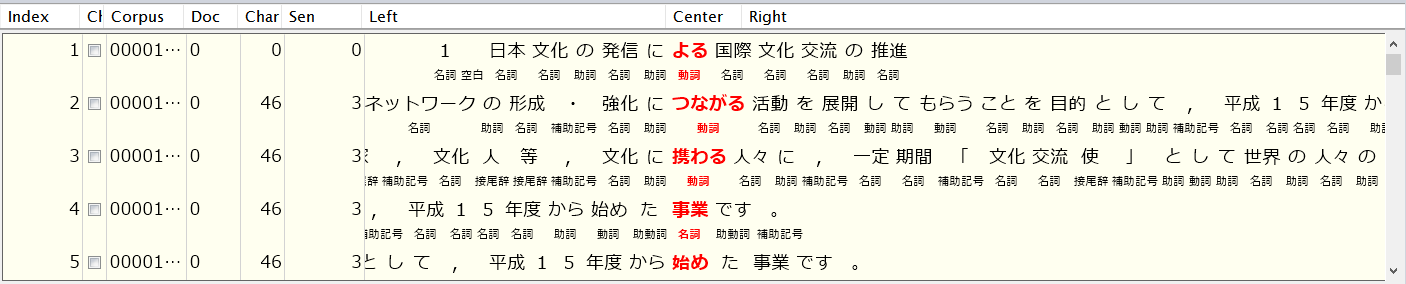 Index Ch Corpus Doc Char Sen Left Center Right
1 00001… 0 0 0 1 日本 文化 の 発信 に よる 国際 文化 交流 の 推進
名詞 空白 名詞 名詞 助詞 名詞 助詞 動詞 名詞 名詞 名詞 助詞 名詞
2 00001… 0 46 3 ネットワーク の 形成 ・ 強化 に つながる 活動 を 展開 し て もらう こと を 目的 と し て , 平成 1 5 年度 か
名詞 助詞 名詞 補助記号 名詞 助詞 動詞 名詞 助詞 名詞 動詞 助詞 動詞 名詞 助詞 名詞 助詞 動詞 助詞 補助記号 名詞 名詞 名詞 名詞
3 00001… 0 46 3 , 文化 人 等 , 文化 に 携わる 人々 に , 一定 期間 「 文化 交流 使 」 と し て 世界 の 人々 の
補助記号 名詞 接尾辞 接尾辞 補助記号 名詞 助詞 動詞 名詞 助詞 補助記号 名詞 名詞 補助記号 名詞 名詞 接尾辞 補助記号 助詞 動詞 助詞 名詞 助詞 名詞 助詞
4 00001… 0 46 3 , 平成 1 5 年度 から 始め た 事業 です 。
補助記号 名詞 名詞 名詞 名詞 助詞 動詞 助動詞 名詞 助動詞 補助記号
5 00001… 0 46 3 と し て , 平成 1 5 年度 から 始め た 事業 です 。